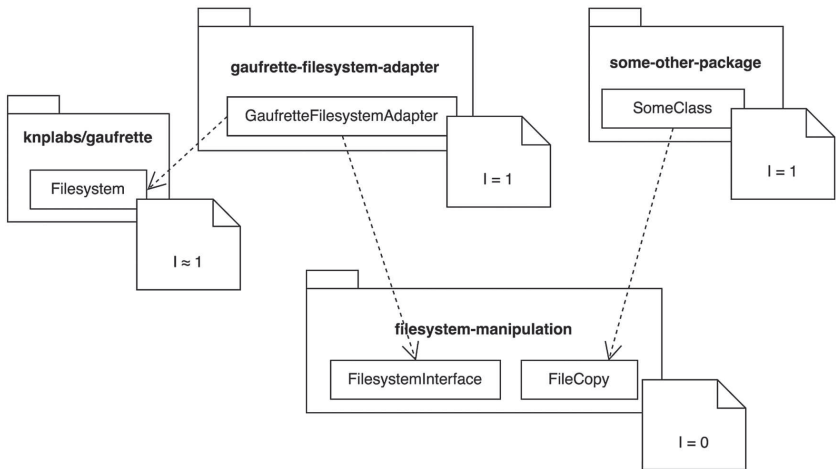 gaufrette-filesystem-adapter
GaufretteFilesystemAdapter
I = 1
some-other-package
SomeClass
I = 1
knplabs/gaufrette
Filesystem
I ≈ 1
filesystem-manipulation
FilesystemInterface
FileCopy
I = 0